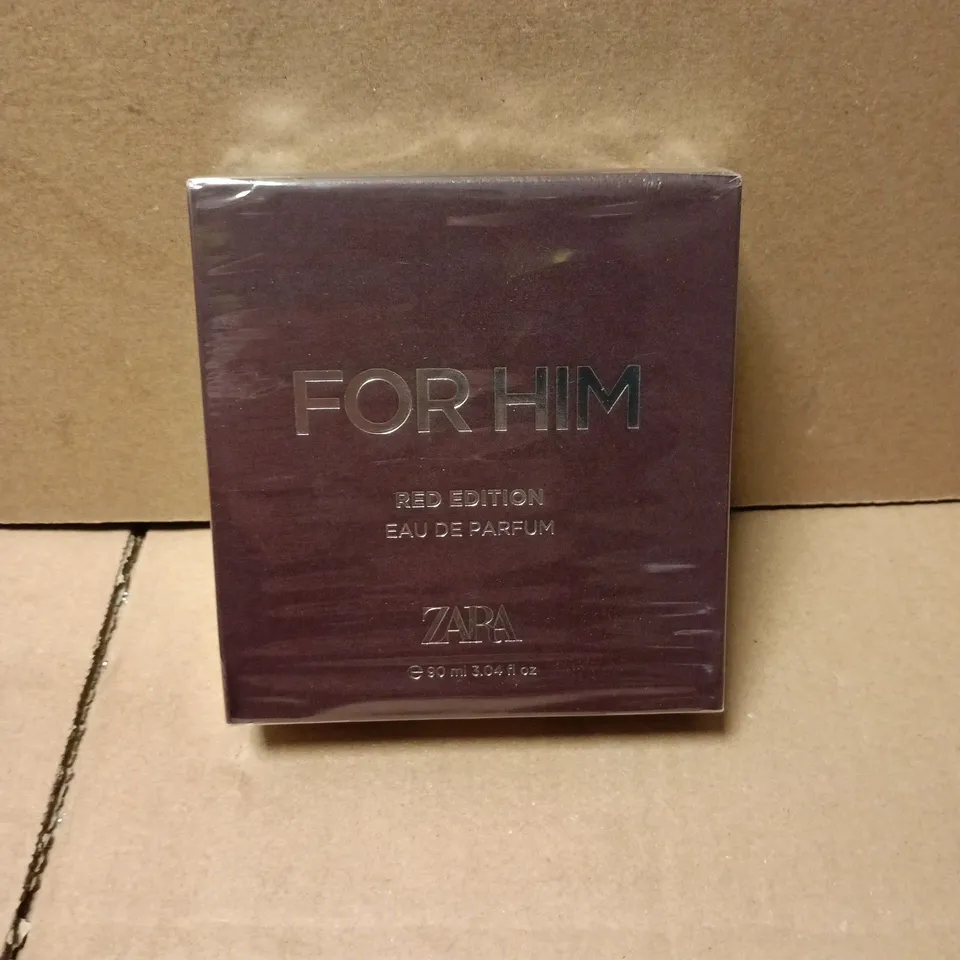 FOR HIM
RED EDITION
EAU DE PARFUM
ZARA
℮ 90 ml 3.04 fl oz